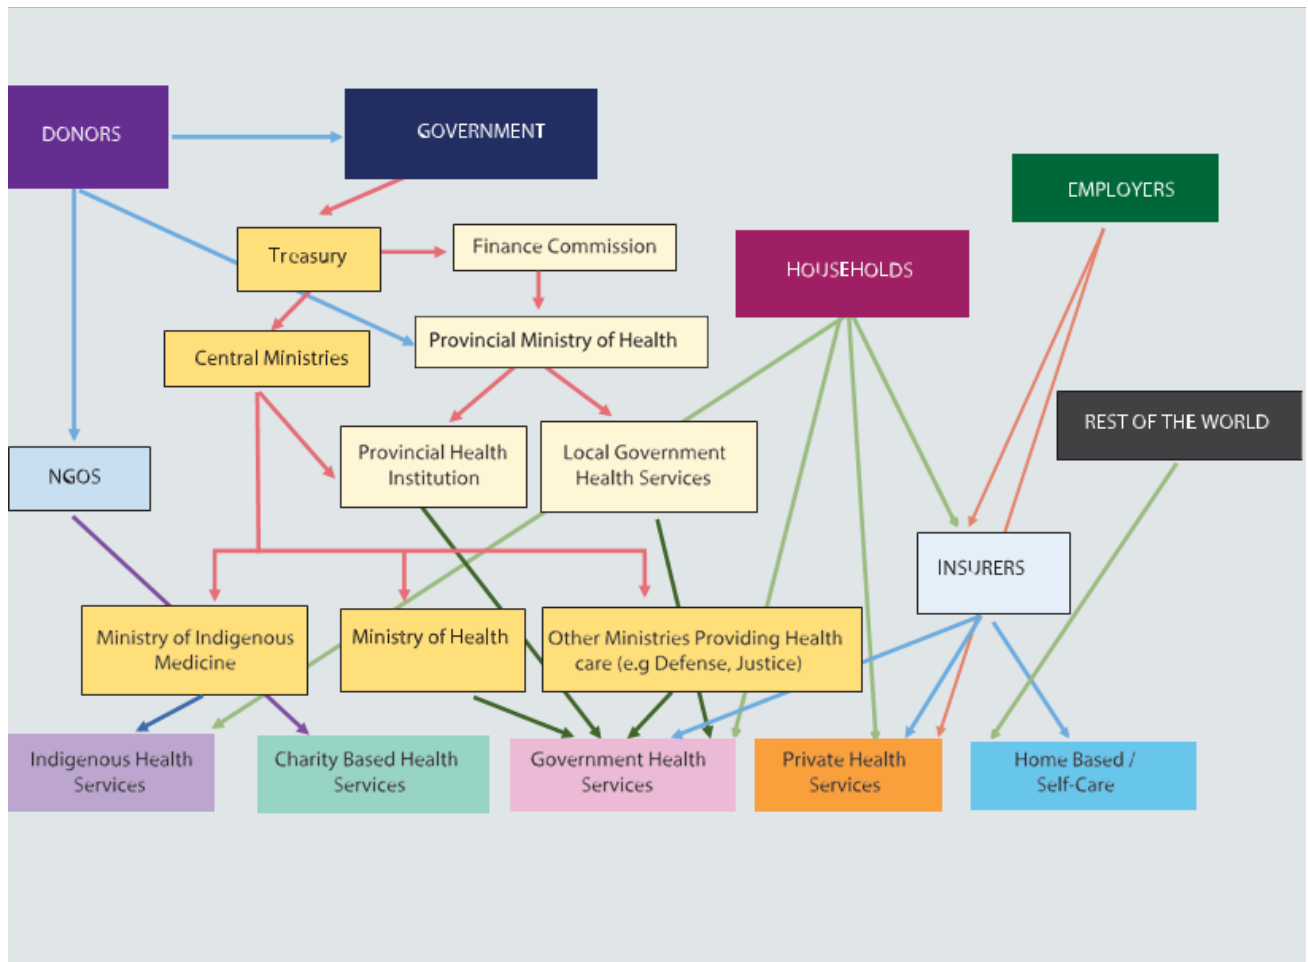 DONORS
GOVERNMENT
EMPLOYERS
Treasury
Finance Commission
HOUSEHOLDS
Central Ministries
Provincial Ministry of Health
REST OF THE WORLD
NGOS
Provincial Health
Institution
Local Government
Health Services
INSURERS
Ministry of Indigenous
Medicine
Ministry of Health
Other Ministries Providing Health
care (e.g Defense, Justice)
Indigenous Health
Services
Charity Based Health
Services
Government Health
Services
Private Health
Services
Home Based /
Self-Care